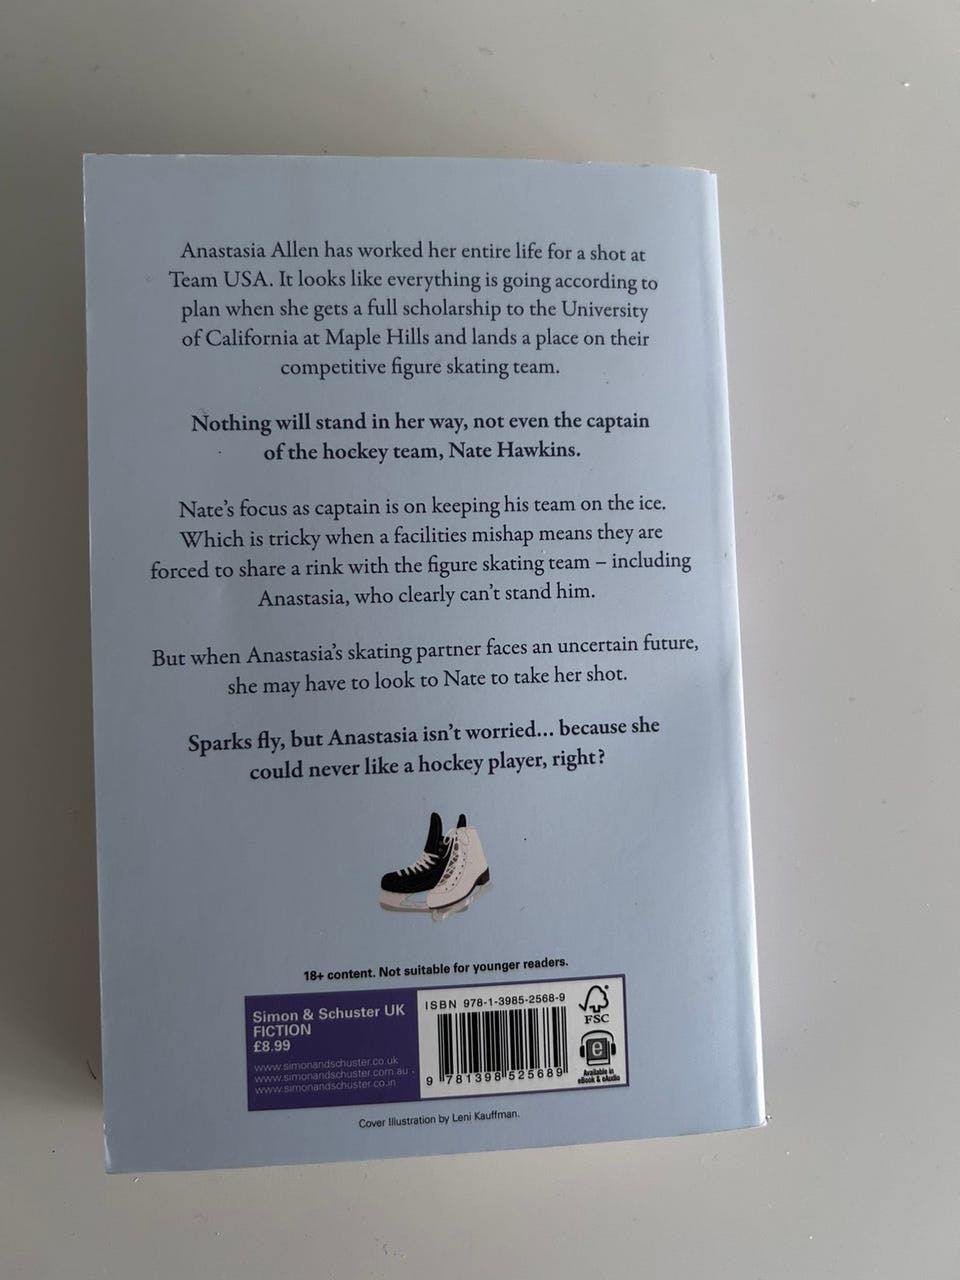 Anastasia Allen has worked her entire life for a shot at
Team USA. It looks like everything is going according to
plan when she gets a full scholarship to the University
of California at Maple Hills and lands a place on their
competitive figure skating team.
Nothing will stand in her way, not even the captain
of the hockey team, Nate Hawkins.
Nate's focus as captain is on keeping his team on the ice.
Which is tricky when a facilities mishap means they are
forced to share a rink with the figure skating team – including
Anastasia, who clearly can't stand him.
But when Anastasia's skating partner faces an uncertain future,
she may have to look to Nate to take her shot.
Sparks fly, but Anastasia isn't worried... because she
could never like a hockey player, right?
18+ content. Not suitable for younger readers.
Simon & Schuster UK
FICTION
£8.99
www.simonandschuster.co.uk
www.simonandschuster.com.au
www.simonandschuster.co.in
ISBN 978-1-3985-2568-9
9 781398 525689
FSC
e
Available in
eBook & eAudio
Cover Illustration by Leni Kauffman.